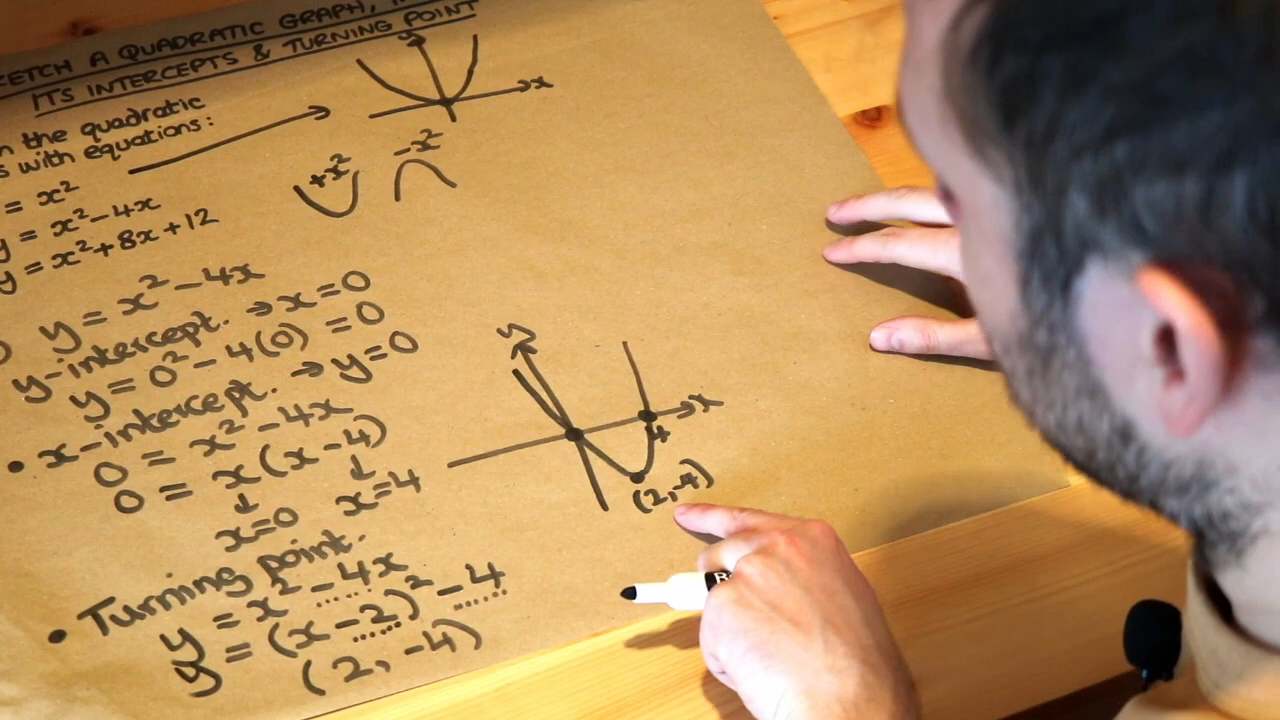 A QUADRATIC GRAPH,
ITS INTERCEPTS & TURNING POINT
the quadratic
with equations:
= x²
y = x² - 4x
y = x² + 8x + 12
y
x
+x²
-x²
y = x² - 4x
y-intercept. → x=0
y = 0² - 4(0) = 0
• x-intercept. → y=0
0 = x² - 4x
0 = x(x-4)
↓ ↓
x=0 x=4
• Turning point.
y = x² - 4x
y = (x-2)² - 4
(2, -4)
y
x
4
(2,-4)